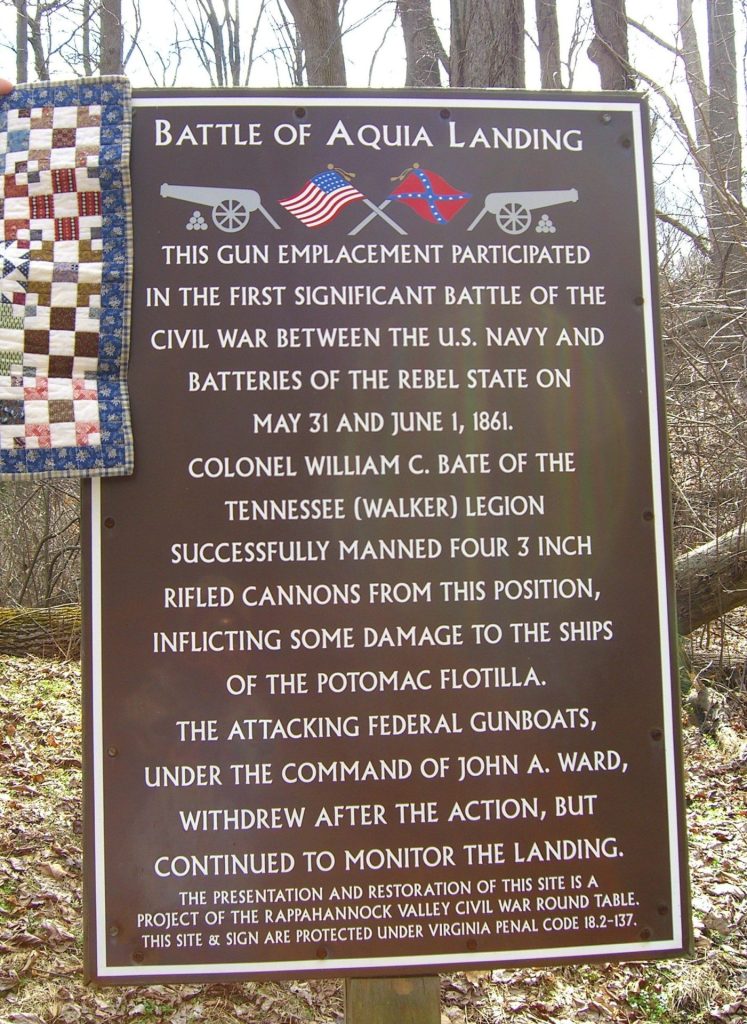 BATTLE OF AQUIA LANDING
THIS GUN EMPLACEMENT PARTICIPATED
IN THE FIRST SIGNIFICANT BATTLE OF THE
CIVIL WAR BETWEEN THE U.S. NAVY AND
BATTERIES OF THE REBEL STATE ON
MAY 31 AND JUNE 1, 1861.
COLONEL WILLIAM C. BATE OF THE
TENNESSEE (WALKER) LEGION
SUCCESSFULLY MANNED FOUR 3 INCH
RIFLED CANNONS FROM THIS POSITION,
INFLICTING SOME DAMAGE TO THE SHIPS
OF THE POTOMAC FLOTILLA.
THE ATTACKING FEDERAL GUNBOATS,
UNDER THE COMMAND OF JOHN A. WARD,
WITHDREW AFTER THE ACTION, BUT
CONTINUED TO MONITOR THE LANDING.
THE PRESENTATION AND RESTORATION OF THIS SITE IS A
PROJECT OF THE RAPPAHANNOCK VALLEY CIVIL WAR ROUND TABLE.
THIS SITE & SIGN ARE PROTECTED UNDER VIRGINIA PENAL CODE 18.2-137.